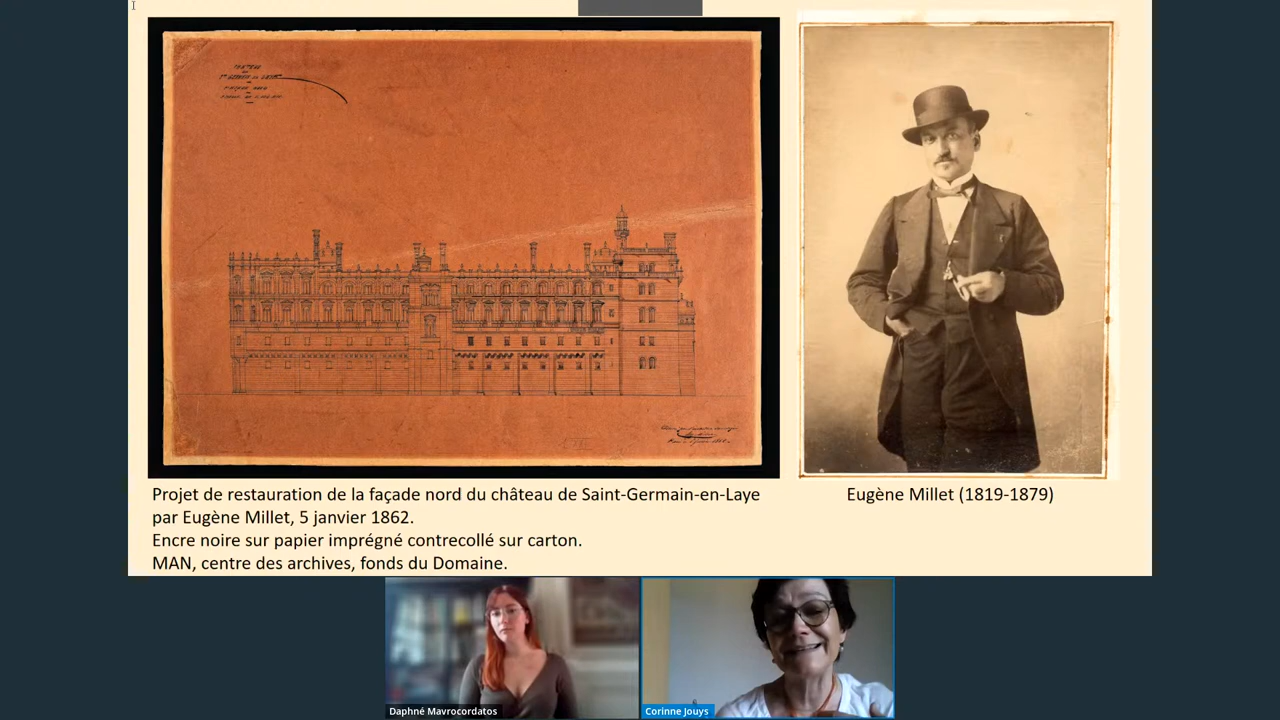 Projet de restauration de la façade nord du château de Saint-Germain-en-Laye
par Eugène Millet, 5 janvier 1862.
Encre noire sur papier imprégné contrecollé sur carton.
MAN, centre des archives, fonds du Domaine.
Eugène Millet (1819-1879)
Daphné Mavrocordatos
Corinne Jouys